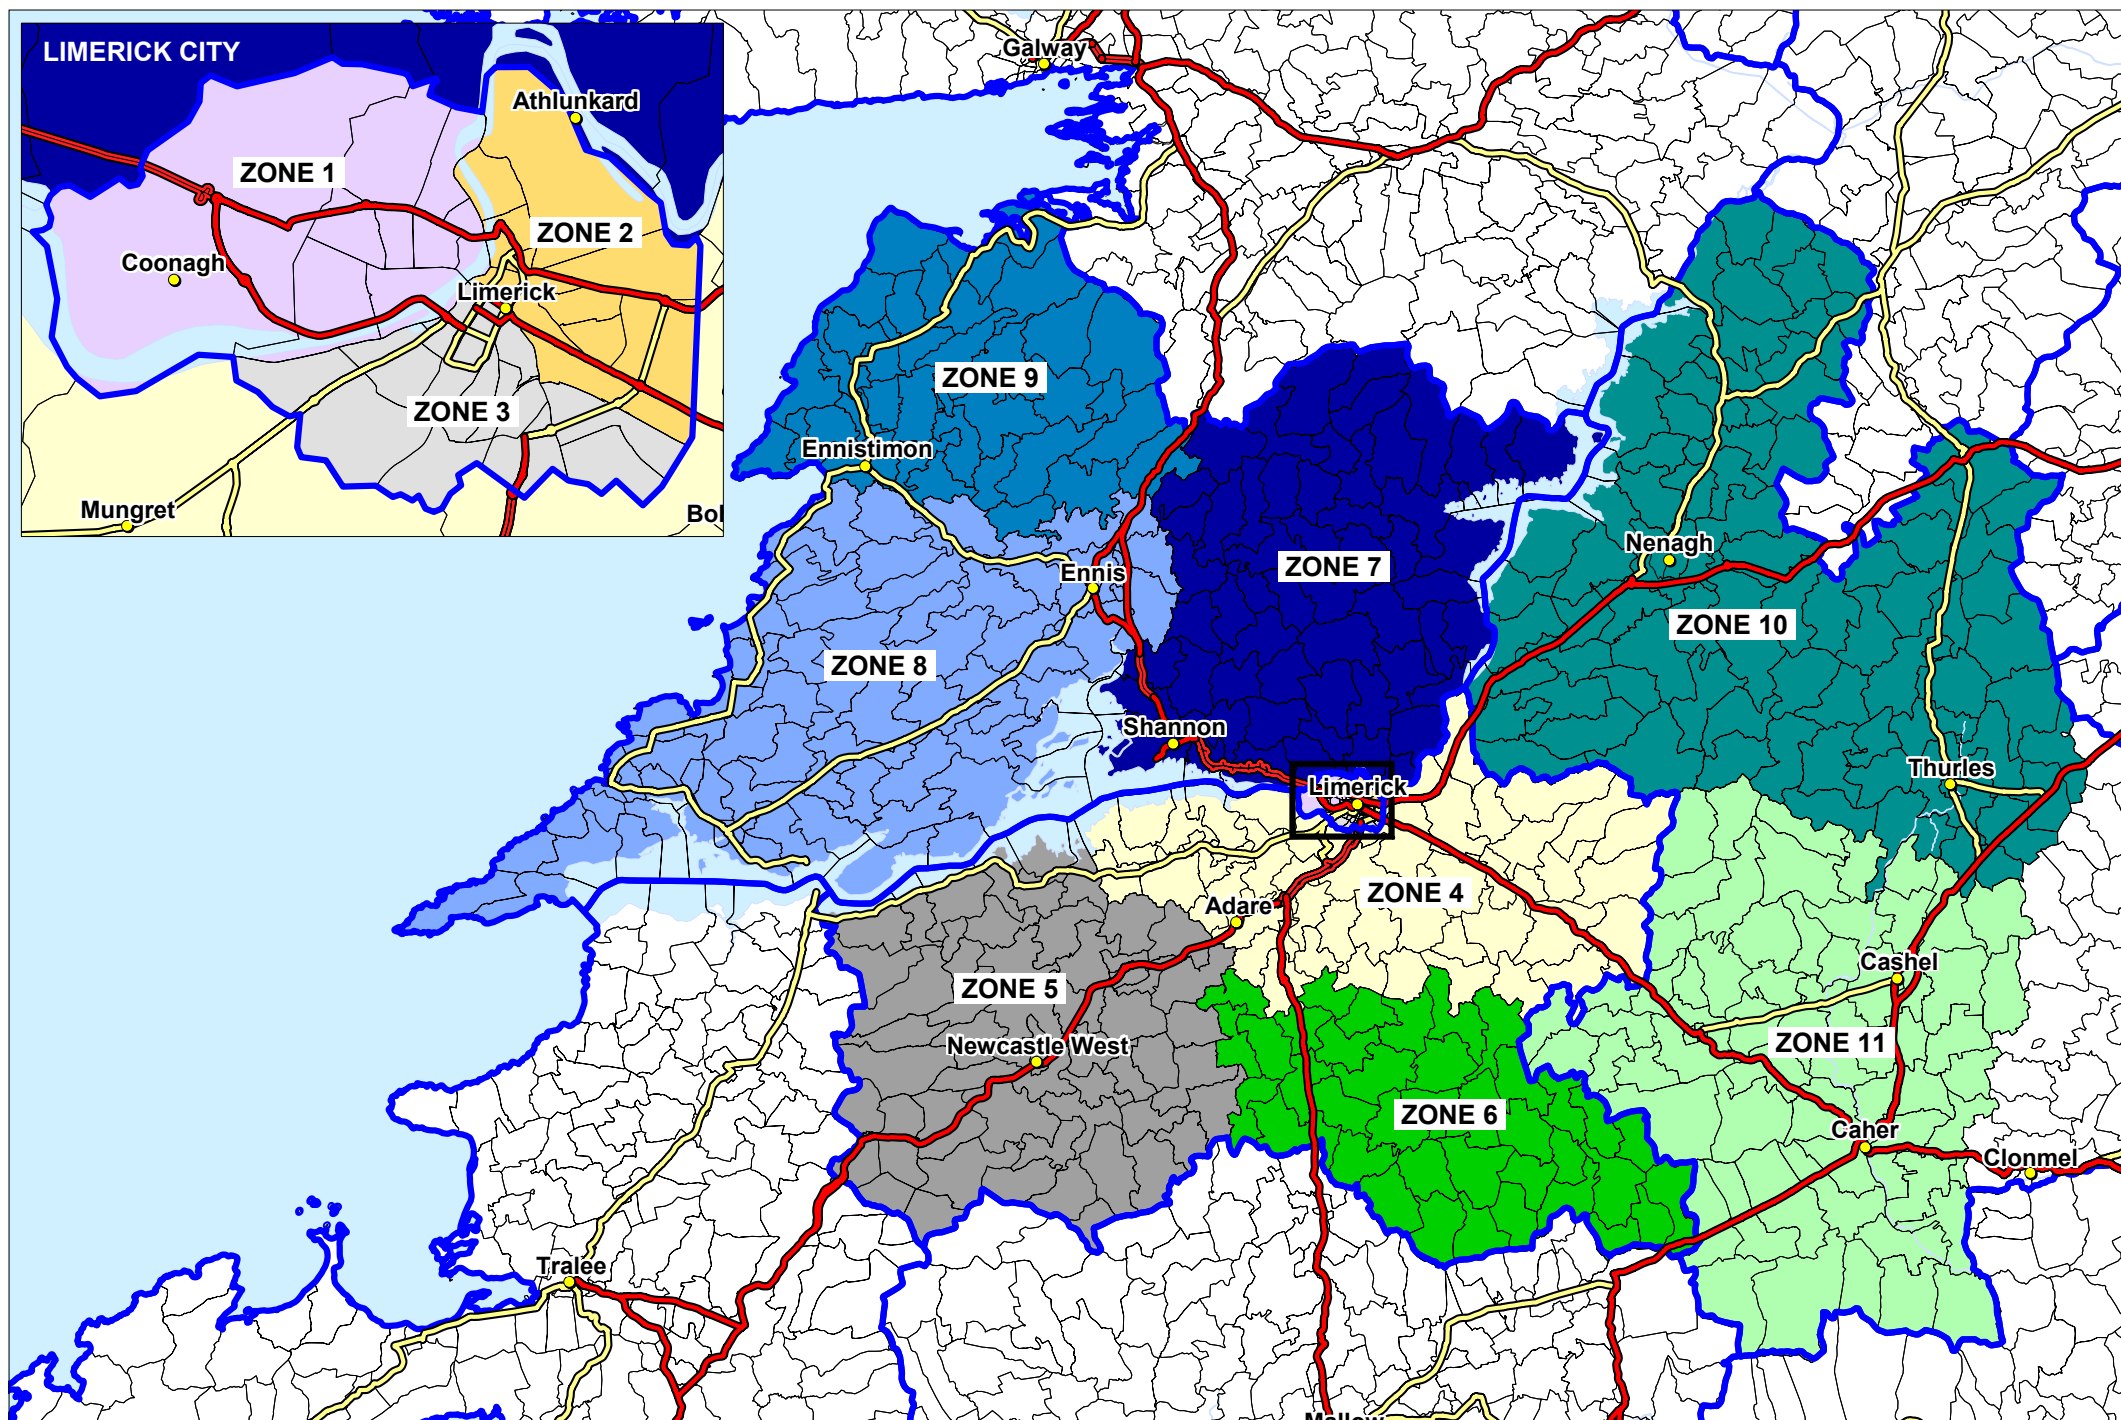 LIMERICK CITY
Athlunkard
ZONE 1
ZONE 2
Coonagh
Limerick
ZONE 3
Mungret
Galway
ZONE 9
Ennistimon
Nenagh
ZONE 7
Ennis
ZONE 10
ZONE 8
Shannon
Thurles
Limerick
ZONE 4
Adare
Cashel
ZONE 5
ZONE 11
Newcastle West
ZONE 6
Caher
Clonmel
Tralee